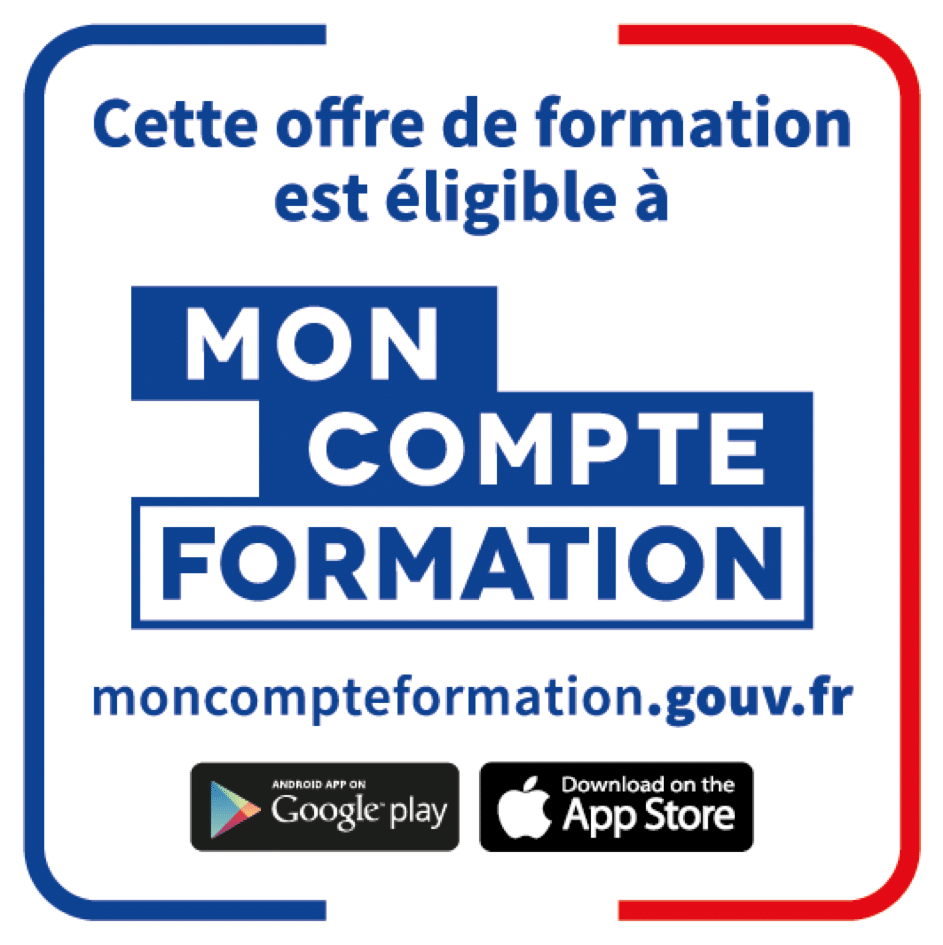 Cette offre de formation
est éligible à
MON
COMPTE
FORMATION
moncompteformation.gouv.fr
ANDROID APP ON
Google play
Download on the
App Store